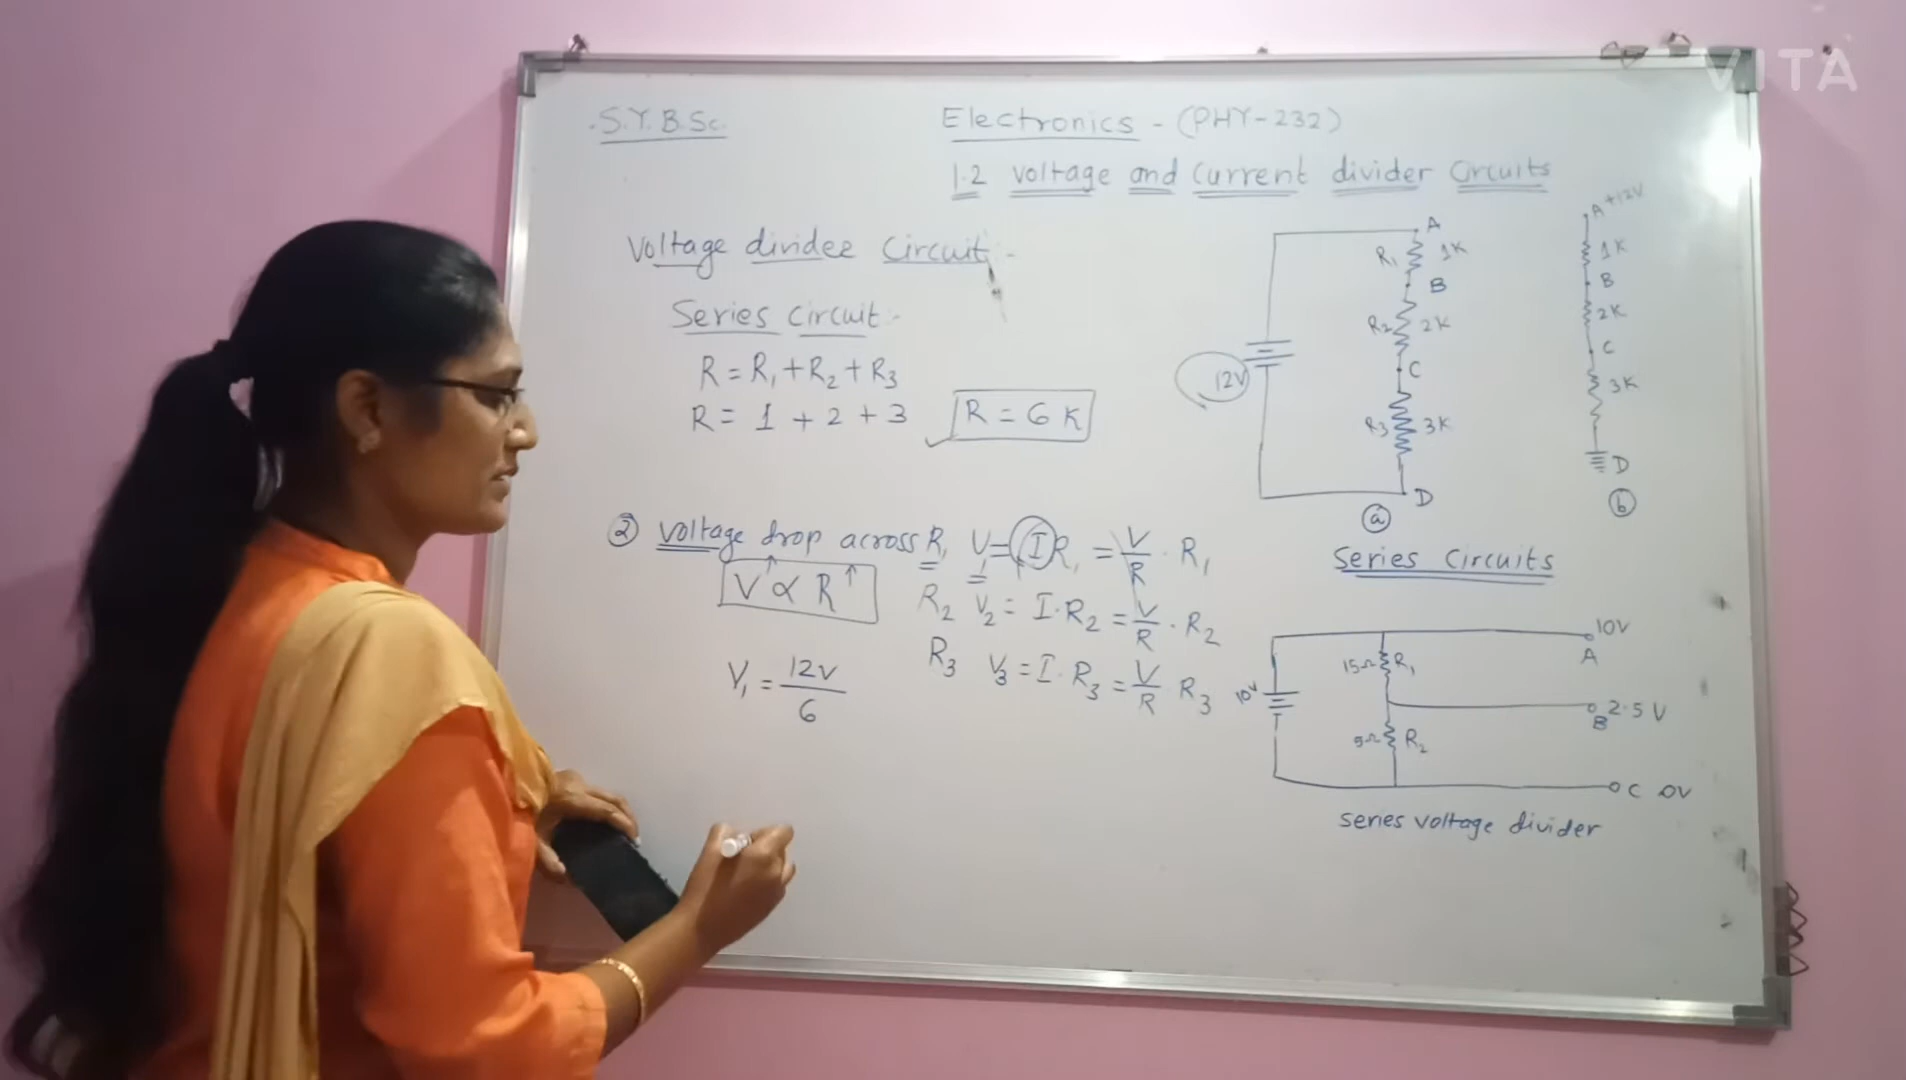 VITA
S.Y.B.Sc.
Electronics - (PHY-232)
1.2 voltage and current divider circuits
Voltage divider circuit :-
Series circuit :-
R = R₁ + R₂ + R₃
R = 1 + 2 + 3
R = 6 K
② voltage drop across R₁ V₁ = I R₁ = V/R · R₁
V ∝ R
R₂ V₂ = I·R₂ = V/R · R₂
R₃ V₃ = I·R₃ = V/R R₃
V₁ = 12V/6
A
R₁ 1K
B
R₂ 2K
C
12V
R₃ 3K
D
ⓐ
A +12V
1K
B
2K
C
3K
D
ⓑ
Series Circuits
10V
A
15Ω R₁
10V
B 2.5 V
R₂
C 0V
series voltage divider